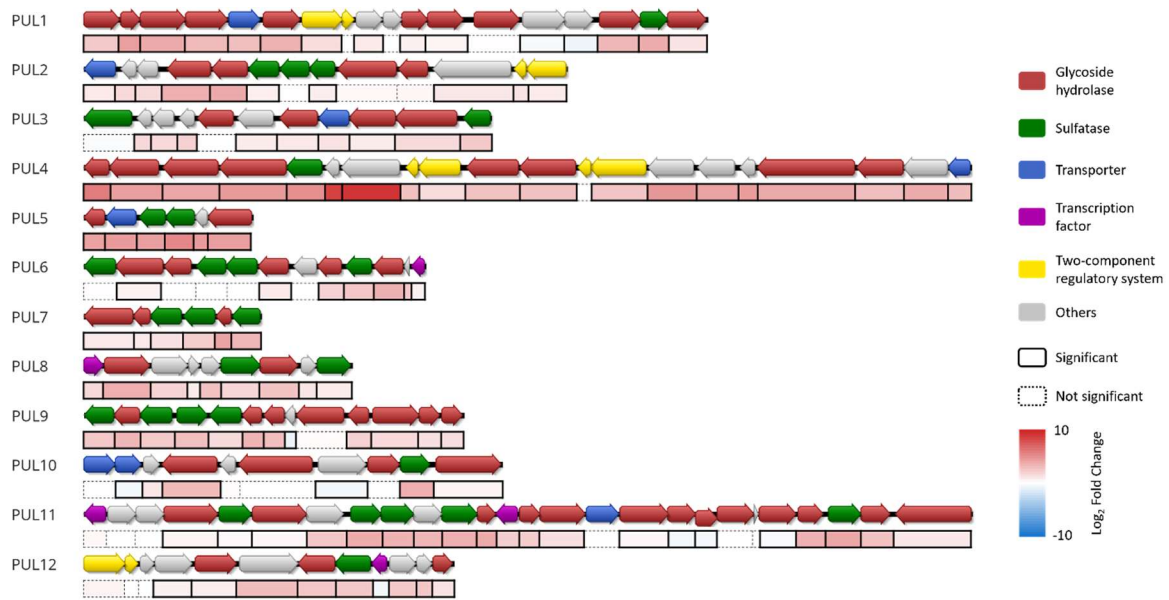 PUL1
PUL2
PUL3
PUL4
PUL5
PUL6
PUL7
PUL8
PUL9
PUL10
PUL11
PUL12
Glycoside
hydrolase
Sulfatase
Transporter
Transcription
factor
Two-component
regulatory system
Others
Significant
Not significant
10
-10
Log₂ Fold Change